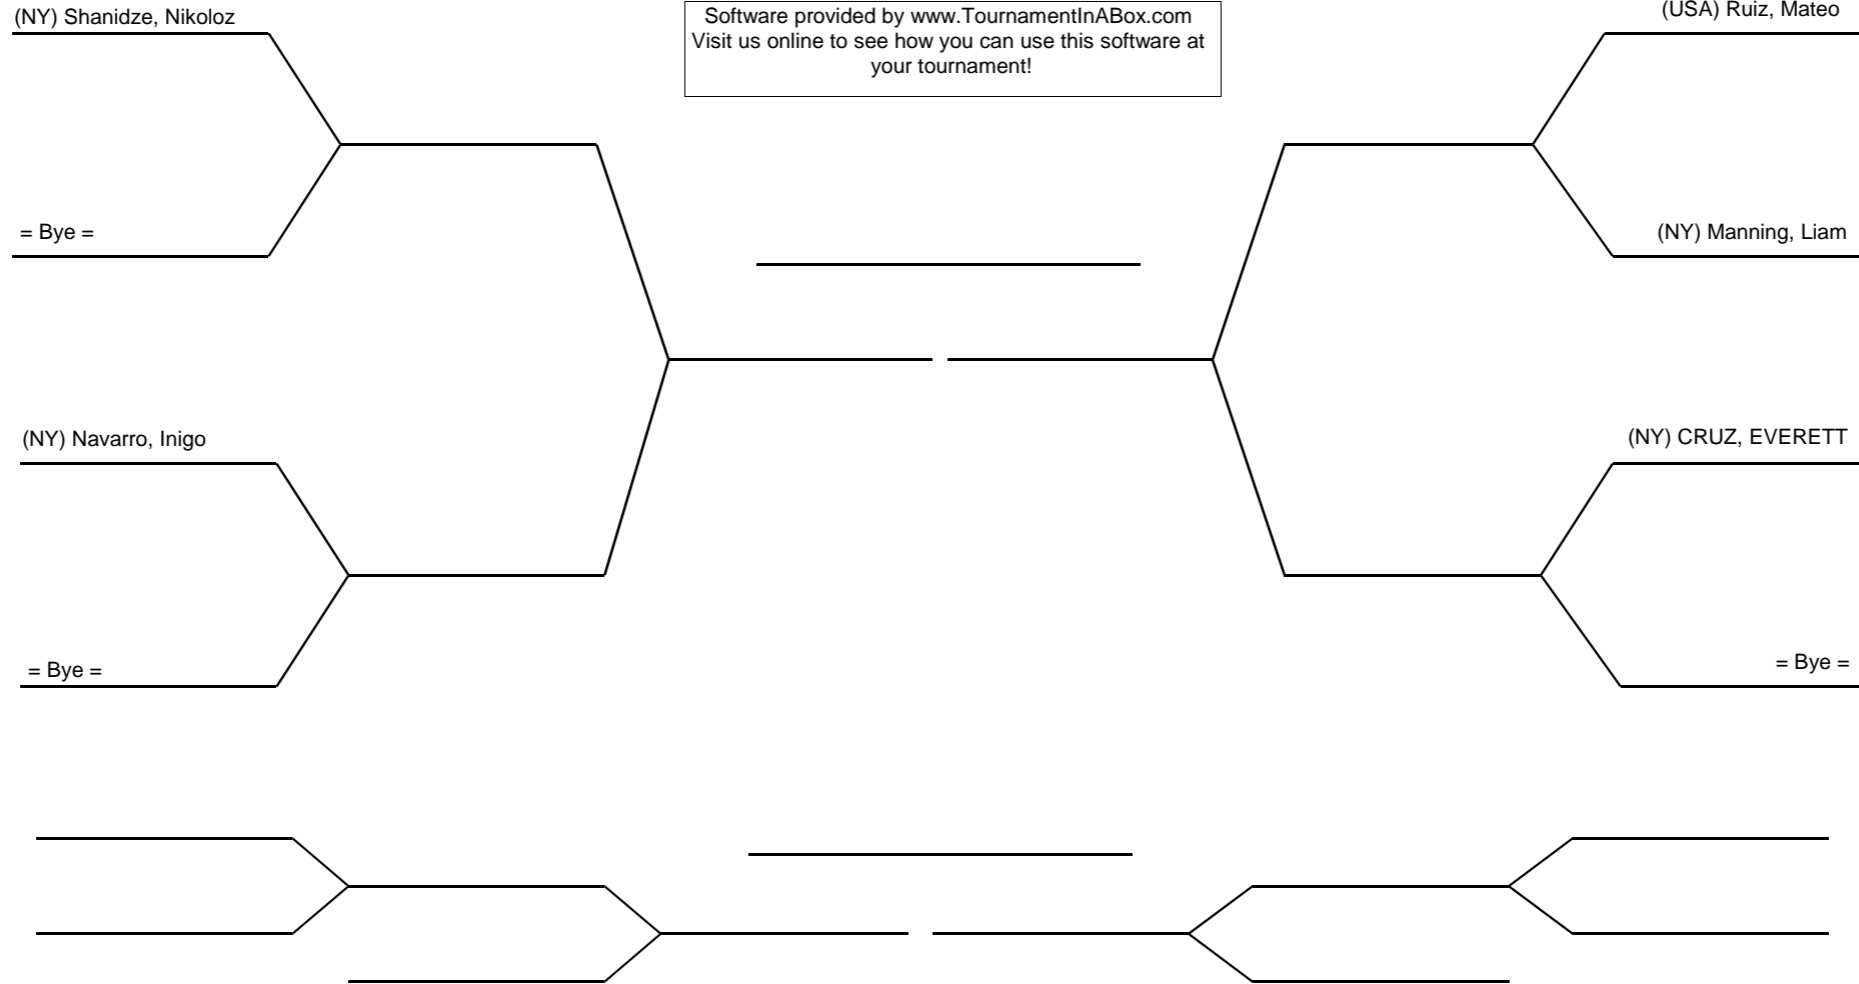 (NY) Shanidze, Nikoloz
Software provided by www.TournamentInABox.com
Visit us online to see how you can use this software at
your tournament!
(USA) Ruiz, Mateo
= Bye =
(NY) Manning, Liam
(NY) Navarro, Inigo
(NY) CRUZ, EVERETT
= Bye =
= Bye =